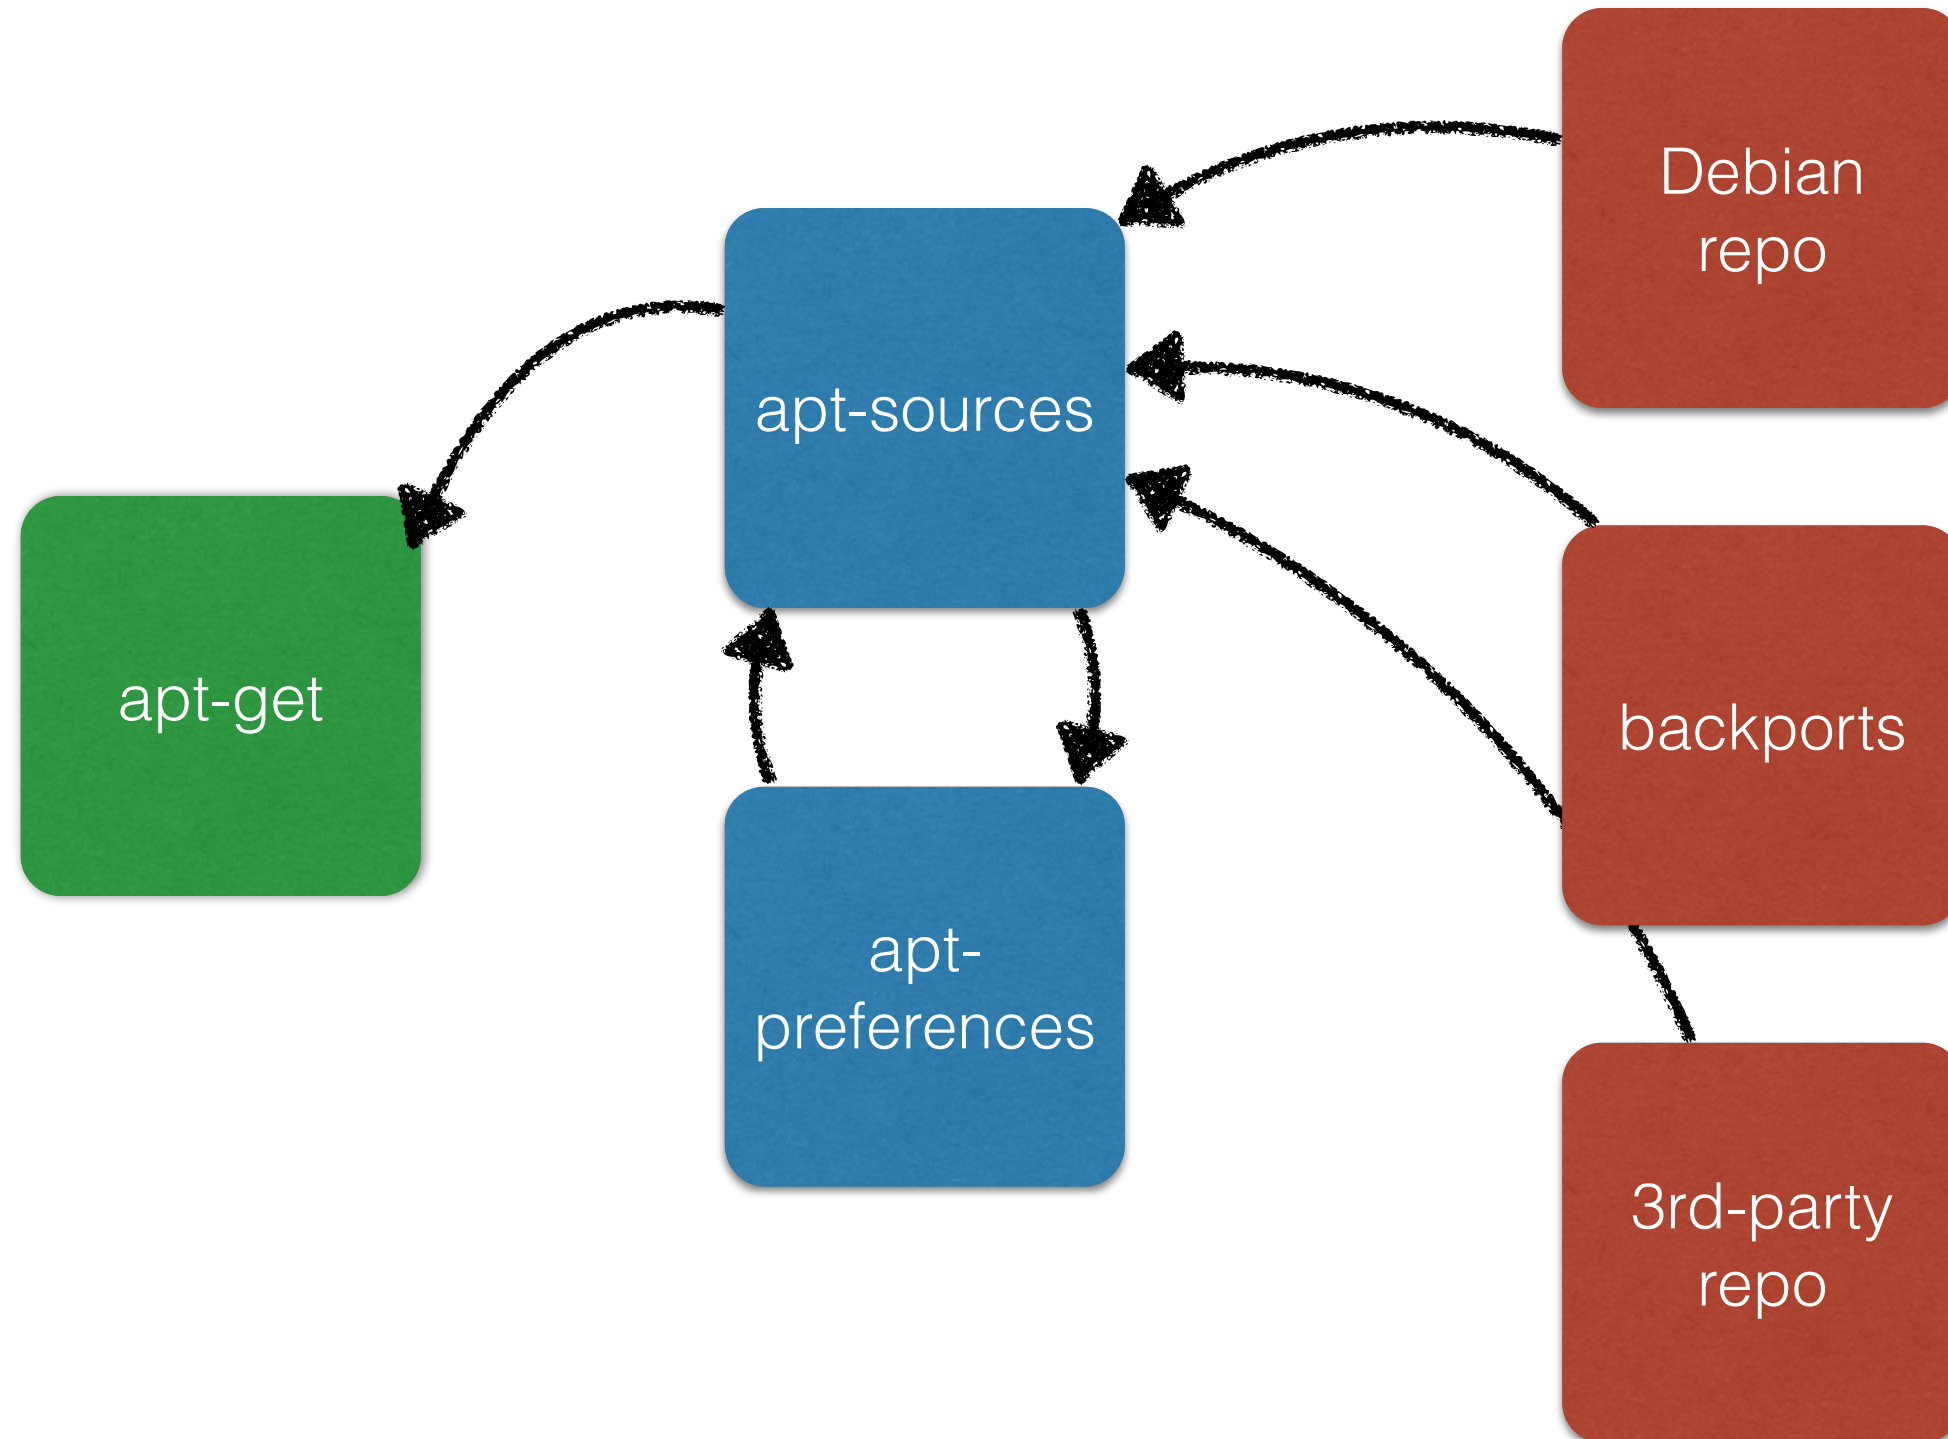 Debian
repo
apt-sources
apt-get
backports
apt-
preferences
3rd-party
repo